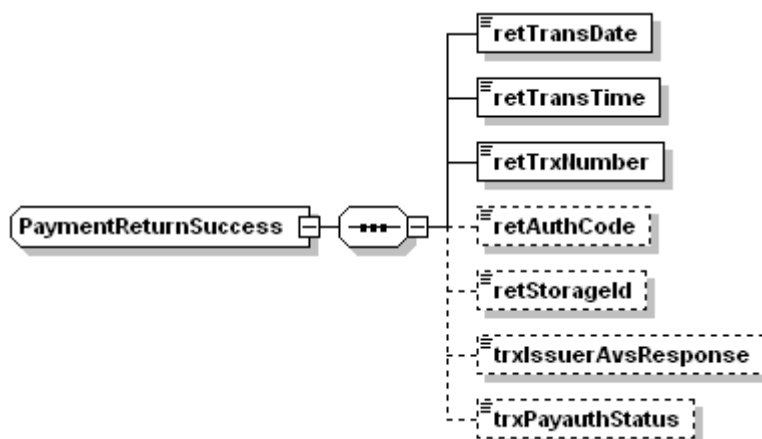 retTransDate
retTransTime
retTrxNumber
PaymentReturnSuccess
retAuthCode
retStorageId
trxIssuerAvsResponse
trxPayauthStatus